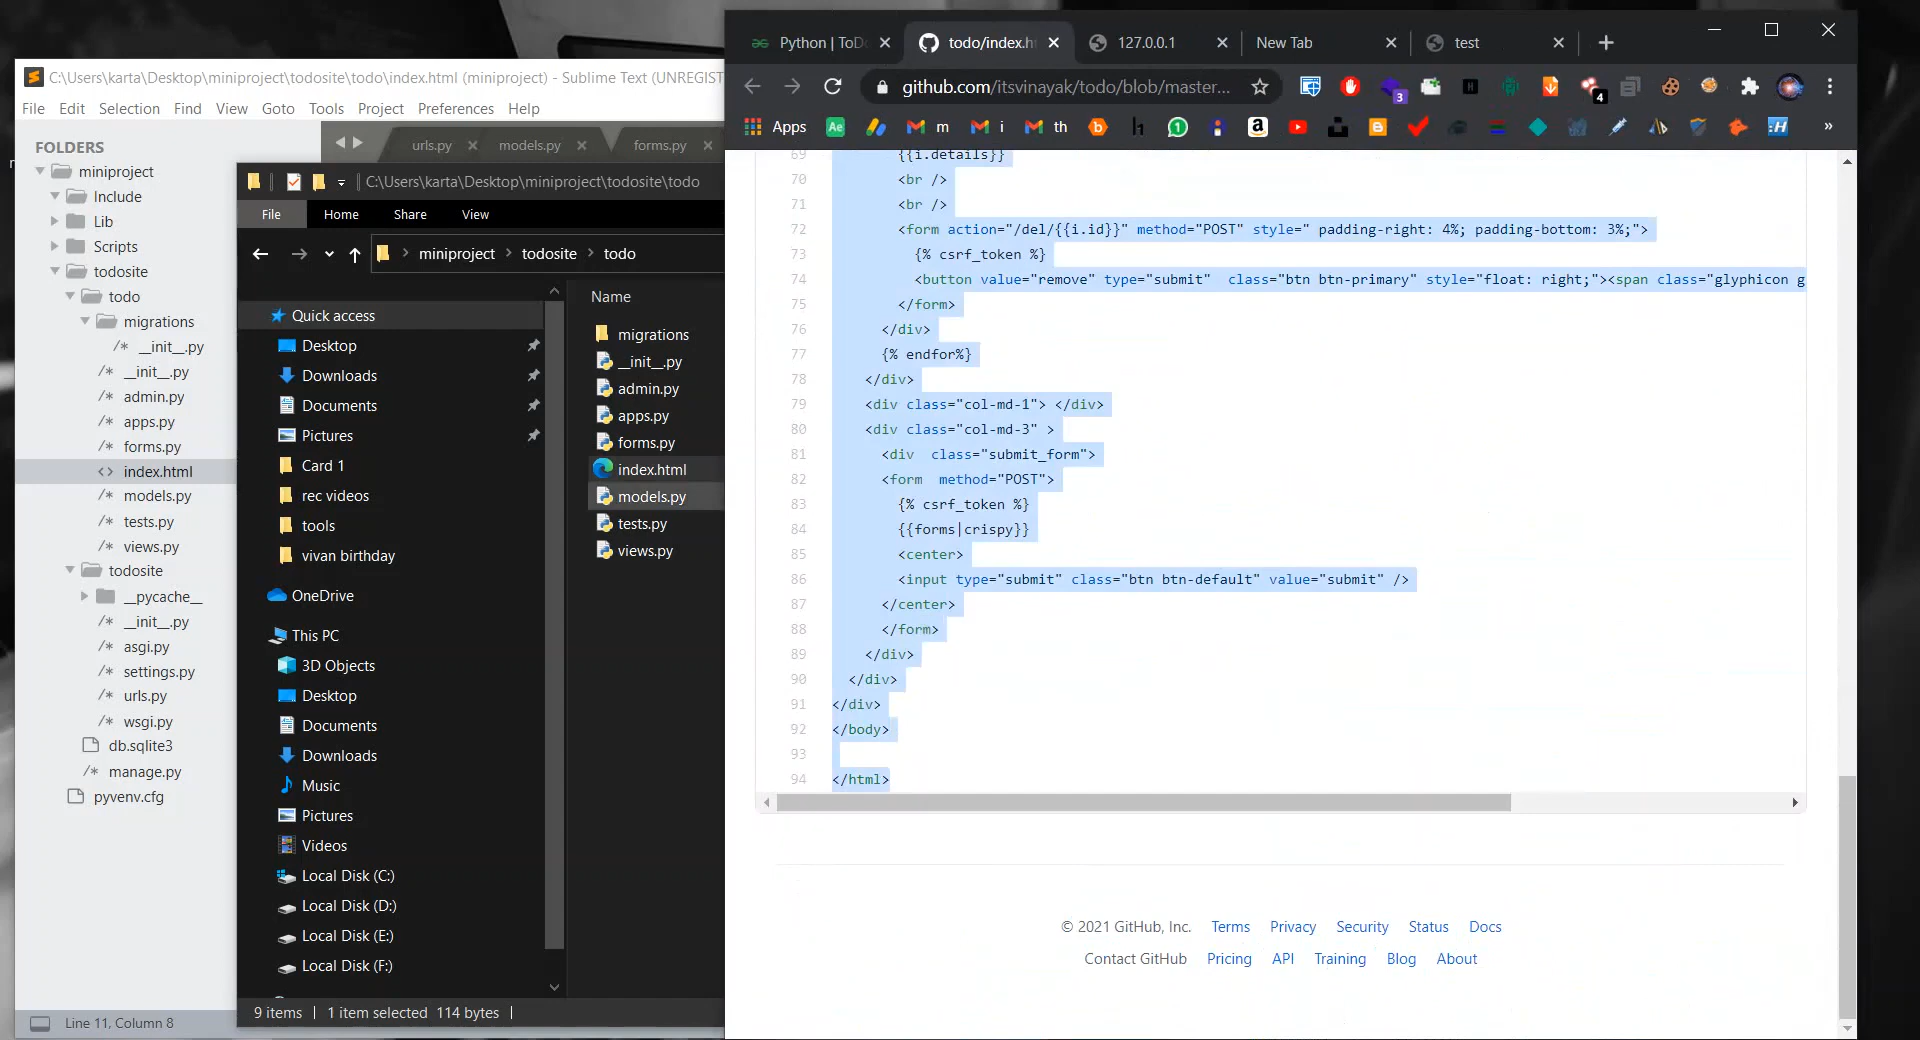 C:\Users\karta\Desktop\miniproject\todosite\todo\index.html (miniproject) - Sublime Text (UNREGIST
File Edit Selection Find View Goto Tools Project Preferences Help
FOLDERS
miniproject
Include
Lib
Scripts
todosite
todo
migrations
/* __init__.py
/* __init__.py
/* admin.py
/* apps.py
/* forms.py
<> index.html
/* models.py
/* tests.py
/* views.py
todosite
__pycache__
/* __init__.py
/* asgi.py
/* settings.py
/* urls.py
/* wsgi.py
db.sqlite3
/* manage.py
pyvenv.cfg
Line 11, Column 8
urls.py models.py forms.py
C:\Users\karta\Desktop\miniproject\todosite\todo
File Home Share View
miniproject > todosite > todo
Quick access
Desktop
Downloads
Documents
Pictures
Card 1
rec videos
tools
vivan birthday
OneDrive
This PC
3D Objects
Desktop
Documents
Downloads
Music
Pictures
Videos
Local Disk (C:)
Local Disk (D:)
Local Disk (E:)
Local Disk (F:)
Name
migrations
__init__.py
admin.py
apps.py
forms.py
index.html
models.py
tests.py
views.py
9 items 1 item selected 114 bytes
Python | ToD todo/index.h 127.0.0.1 New Tab test
github.com/itsvinayak/todo/blob/master...
3 4
Apps Ae m i th 1 a H »
69 {{i.details}}
70 <br />
71 <br />
72 <form action="/del/{{i.id}}" method="POST" style=" padding-right: 4%; padding-bottom: 3%;">
73 {% csrf_token %}
74 <button value="remove" type="submit"  class="btn btn-primary" style="float: right;"><span class="glyphicon g
75 </form>
76 </div>
77 {% endfor%}
78 </div>
79 <div class="col-md-1"> </div>
80 <div class="col-md-3" >
81 <div  class="submit_form">
82 <form  method="POST">
83 {% csrf_token %}
84 {{forms|crispy}}
85 <center>
86 <input type="submit" class="btn btn-default" value="submit" />
87 </center>
88 </form>
89 </div>
90 </div>
91 </div>
92 </body>
93
94 </html>
© 2021 GitHub, Inc. Terms Privacy Security Status Docs
Contact GitHub Pricing API Training Blog About